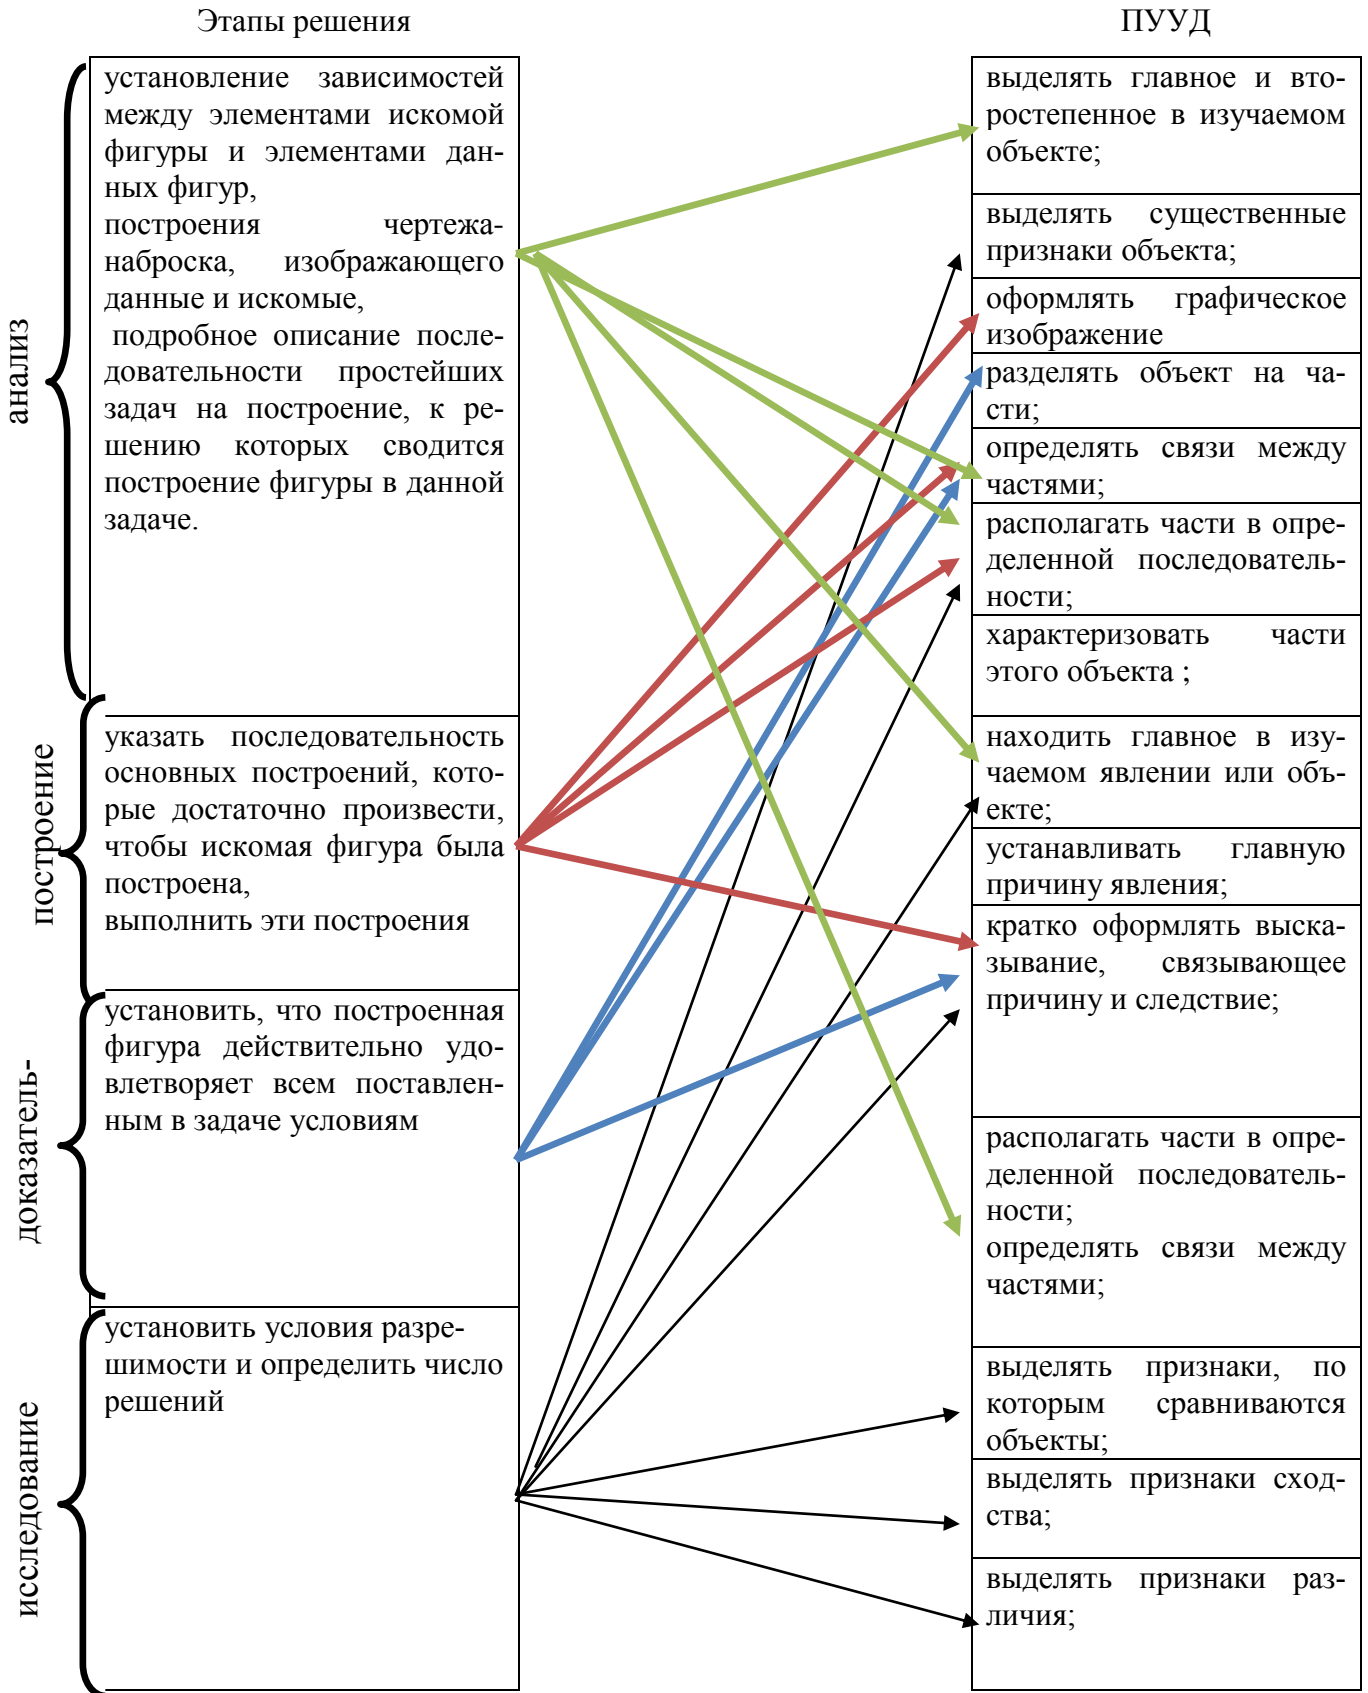 Этапы решения
ПУУД
анализ
установление зависимостей
между элементами искомой
фигуры и элементами дан-
ных фигур,
построения чертежа-
наброска, изображающего
данные и искомые,
подробное описание после-
довательности простейших
задач на построение, к ре-
шению которых сводится
построение фигуры в данной
задаче.
построение
указать последовательность
основных построений, кото-
рые достаточно произвести,
чтобы искомая фигура была
построена,
выполнить эти построения
доказатель-
установить, что построенная
фигура действительно удо-
влетворяет всем поставлен-
ным в задаче условиям
исследование
установить условия разре-
шимости и определить число
решений
выделять главное и вто-
ростепенное в изучаемом
объекте;
выделять существенные
признаки объекта;
оформлять графическое
изображение
разделять объект на ча-
сти;
определять связи между
частями;
располагать части в опре-
деленной последователь-
ности;
характеризовать части
этого объекта ;
находить главное в изу-
чаемом явлении или объ-
екте;
устанавливать главную
причину явления;
кратко оформлять выска-
зывание, связывающее
причину и следствие;
располагать части в опре-
деленной последователь-
ности;
определять связи между
частями;
выделять признаки, по
которым сравниваются
объекты;
выделять признаки сход-
ства;
выделять признаки раз-
личия;